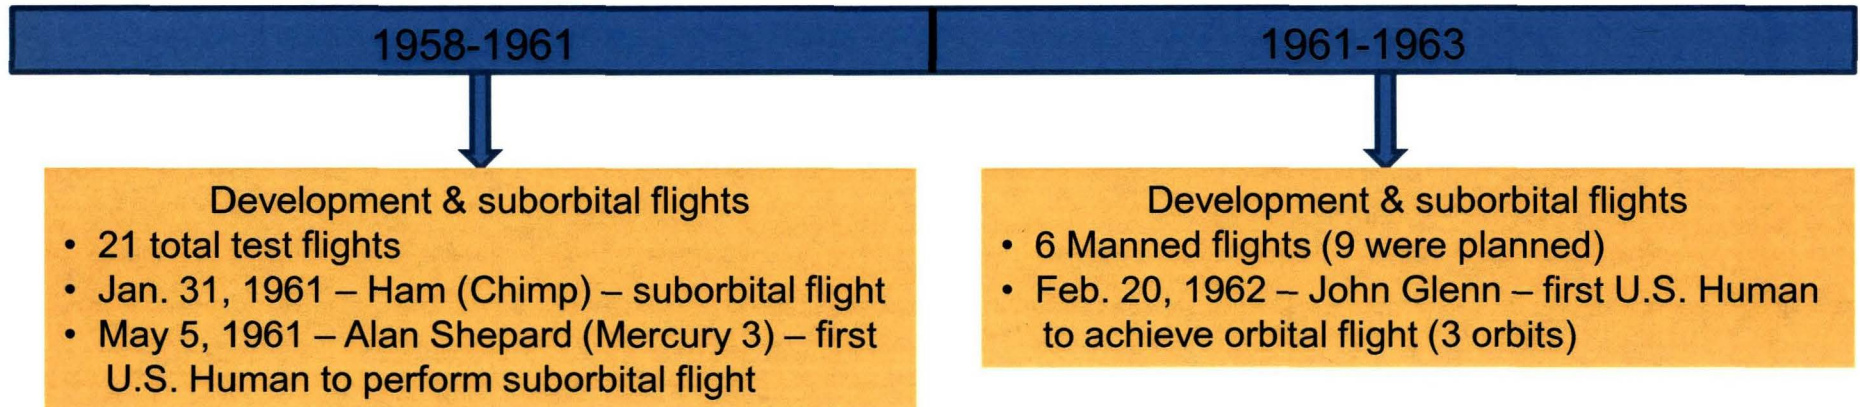 1958-1961
1961-1963
Development & suborbital flights
• 21 total test flights
• Jan. 31, 1961 – Ham (Chimp) – suborbital flight
• May 5, 1961 – Alan Shepard (Mercury 3) – first
U.S. Human to perform suborbital flight
Development & suborbital flights
• 6 Manned flights (9 were planned)
• Feb. 20, 1962 – John Glenn – first U.S. Human
to achieve orbital flight (3 orbits)